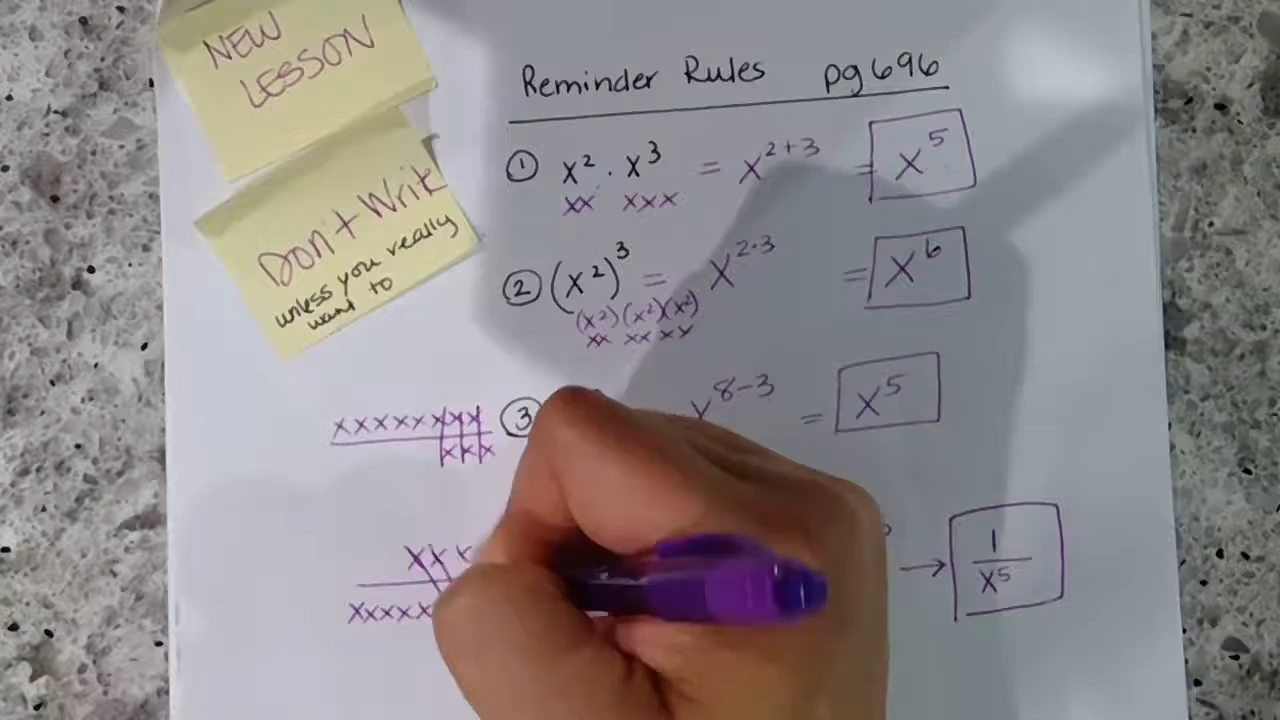 NEW
LESSON
Don't Write
unless you really
want to
Reminder Rules pg 696
① x² · x³ = x²⁺³ = x⁵
xx xxx
② (x²)³ = x²·³ = x⁶
(x²)(x²)(x²)
xx xx xx
③ x⁸⁻³ = x⁵
xxxxxxxx
xxx
→ 1/x⁵
xxx
xxxxx